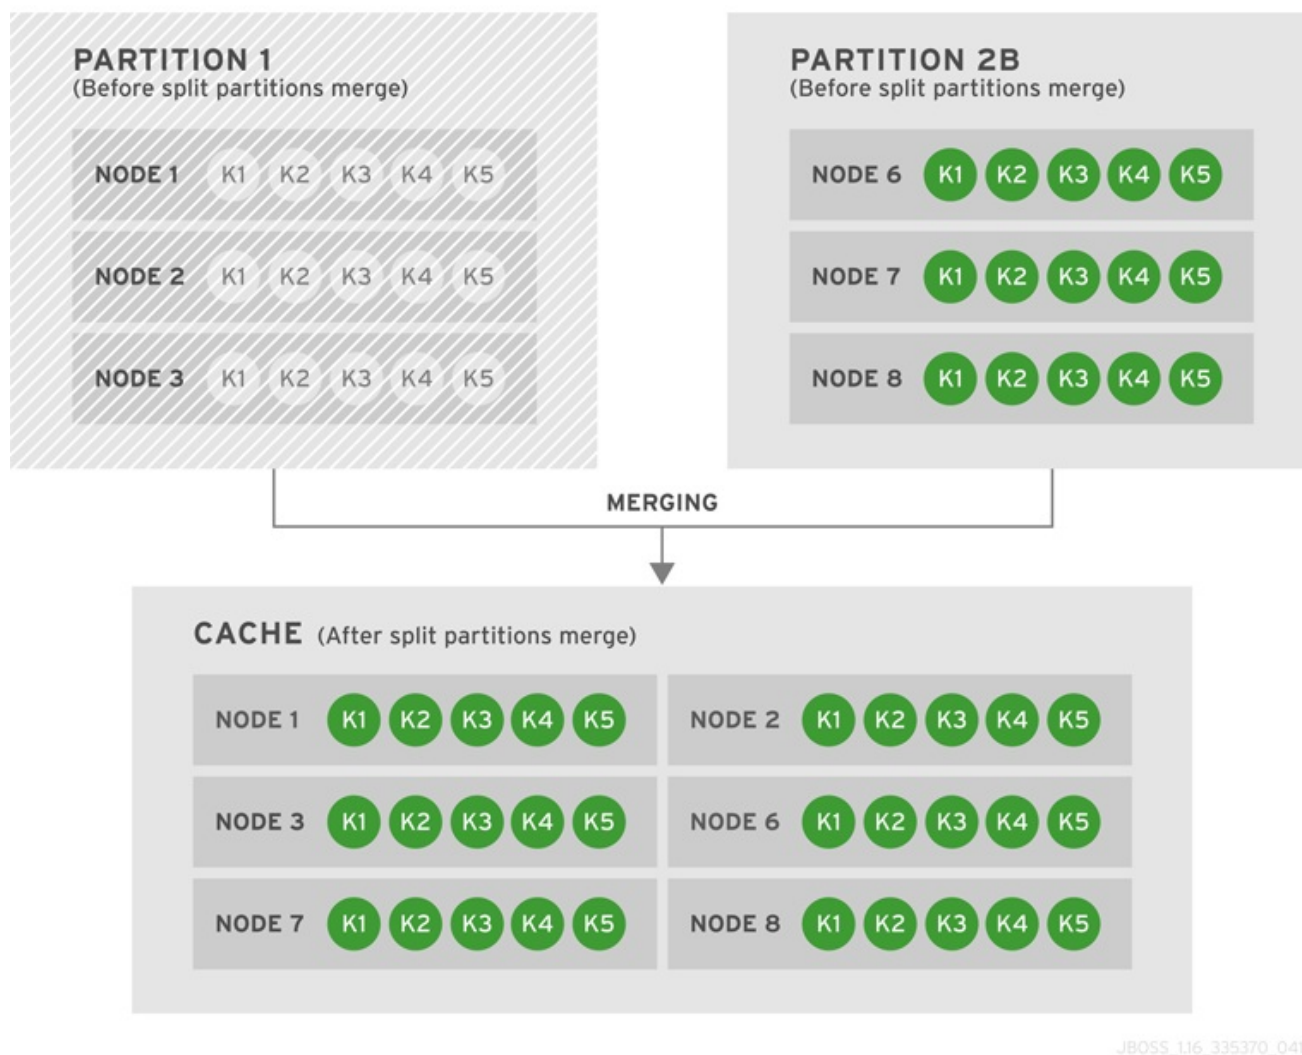 PARTITION 1
(Before split partitions merge)
NODE 1 K1 K2 K3 K4 K5
NODE 2 K1 K2 K3 K4 K5
NODE 3 K1 K2 K3 K4 K5
PARTITION 2B
(Before split partitions merge)
NODE 6 K1 K2 K3 K4 K5
NODE 7 K1 K2 K3 K4 K5
NODE 8 K1 K2 K3 K4 K5
MERGING
CACHE (After split partitions merge)
NODE 1 K1 K2 K3 K4 K5
NODE 2 K1 K2 K3 K4 K5
NODE 3 K1 K2 K3 K4 K5
NODE 6 K1 K2 K3 K4 K5
NODE 7 K1 K2 K3 K4 K5
NODE 8 K1 K2 K3 K4 K5
JBOSS_1.16_335370_041